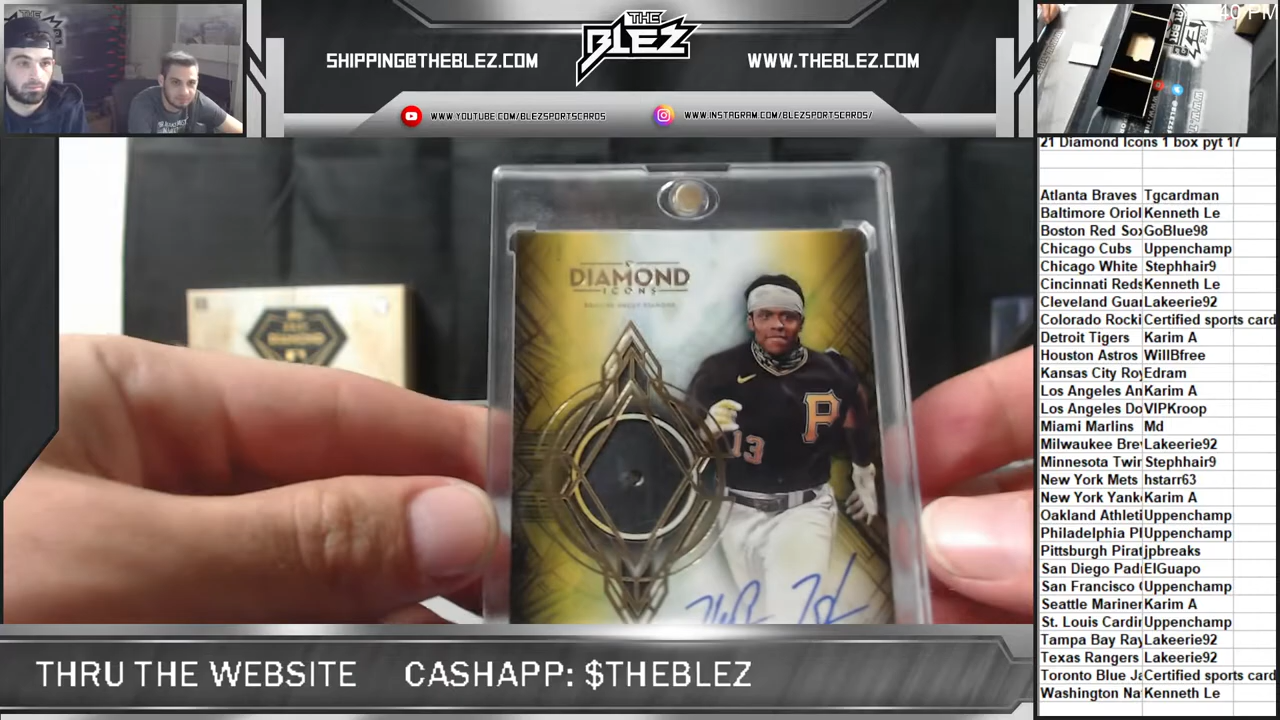 THE
BLEZ
SHIPPING@THEBLEZ.COM
WWW.THEBLEZ.COM
WWW.YOUTUBE.COM/BLEZSPORTSCARDS
WWW.INSTAGRAM.COM/BLEZSPORTSCARDS/
40 PM
21 Diamond Icons 1 box pyt 17
Atlanta Braves Tgcardman
Baltimore Oriol Kenneth Le
Boston Red Sox GoBlue98
Chicago Cubs Uppenchamp
Chicago White Stephhair9
Cincinnati Reds Kenneth Le
Cleveland Guar Lakeerie92
Colorado Rocki Certified sports card
Detroit Tigers Karim A
Houston Astros WillBfree
Kansas City Roy Edram
Los Angeles An Karim A
Los Angeles Do VIPKroop
Miami Marlins Md
Milwaukee Brev Lakeerie92
Minnesota Twir Stephhair9
New York Mets hstarr63
New York Yank Karim A
Oakland Athleti Uppenchamp
Philadelphia Pl Uppenchamp
Pittsburgh Pirat jpbreaks
San Diego Padr ElGuapo
San Francisco Uppenchamp
Seattle Mariner Karim A
St. Louis Cardi Uppenchamp
Tampa Bay Ray Lakeerie92
Texas Rangers Lakeerie92
Toronto Blue Ja Certified sports card
Washington Na Kenneth Le
DIAMOND
ICONS
P
13
THRU THE WEBSITE CASHAPP: $THEBLEZ